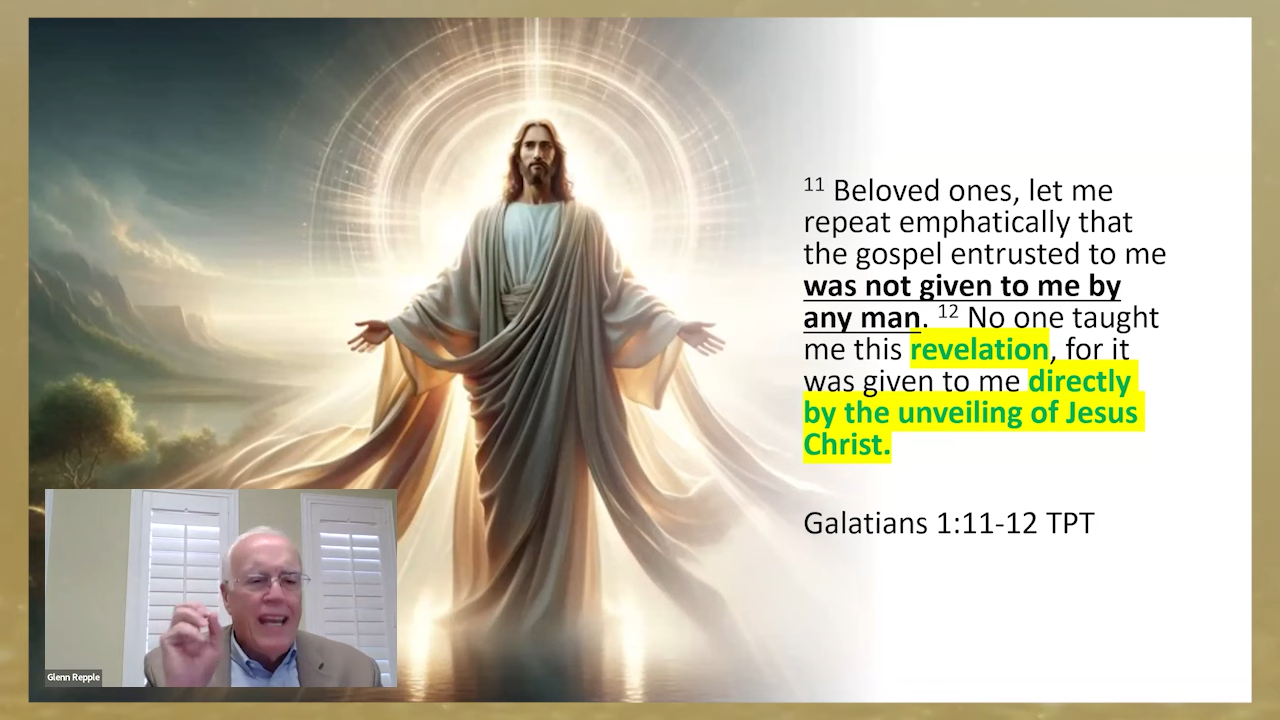 11 Beloved ones, let me
repeat emphatically that
the gospel entrusted to me
was not given to me by
any man. 12 No one taught
me this revelation, for it
was given to me directly
by the unveiling of Jesus
Christ.
Galatians 1:11-12 TPT
Glenn Repple